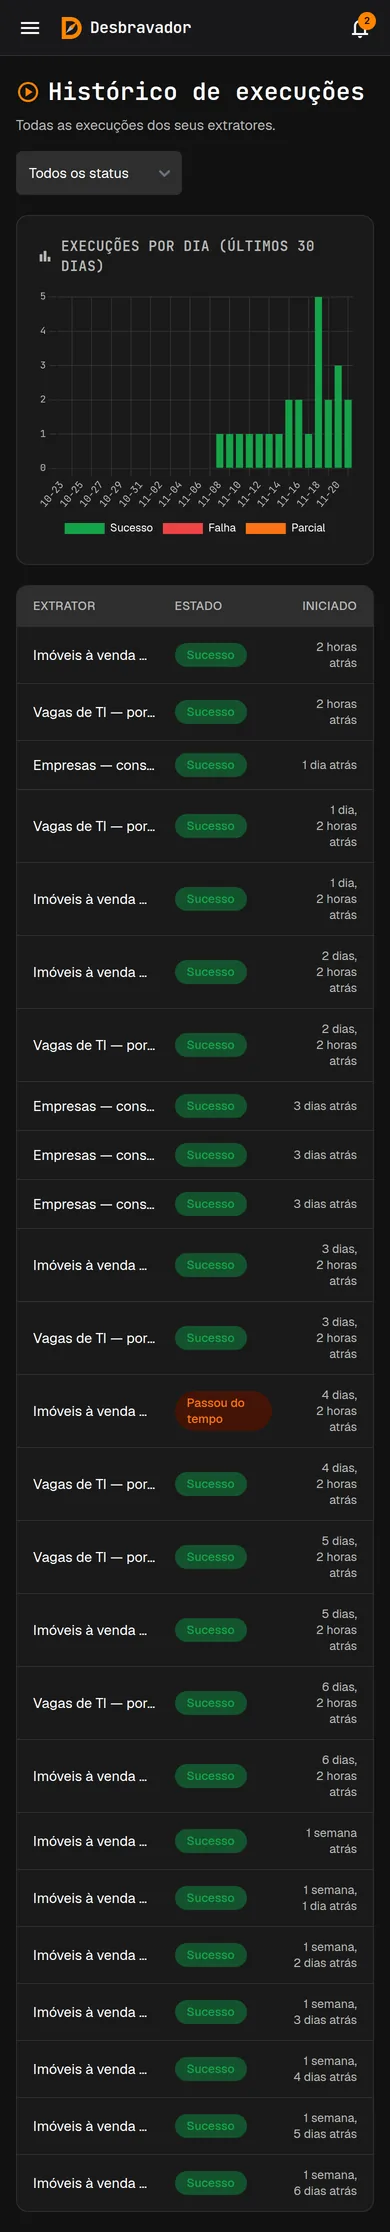 Desbravador
2
Histórico de execuções
Todas as execuções dos seus extratores.
Todos os status
EXECUÇÕES POR DIA (ÚLTIMOS 30
DIAS)
5
4
3
2
1
0
10-23
10-25
10-27
10-29
10-31
11-02
11-04
11-06
11-08
11-10
11-12
11-14
11-16
11-18
11-20
Sucesso
Falha
Parcial
EXTRATOR
ESTADO
INICIADO
Imóveis à venda ...
Sucesso
2 horas
atrás
Vagas de TI — por...
Sucesso
2 horas
atrás
Empresas — cons...
Sucesso
1 dia atrás
Vagas de TI — por...
Sucesso
1 dia,
2 horas
atrás
Imóveis à venda ...
Sucesso
1 dia,
2 horas
atrás
Imóveis à venda ...
Sucesso
2 dias,
2 horas
atrás
Vagas de TI — por...
Sucesso
2 dias,
2 horas
atrás
Empresas — cons...
Sucesso
3 dias atrás
Empresas — cons...
Sucesso
3 dias atrás
Empresas — cons...
Sucesso
3 dias atrás
Imóveis à venda ...
Sucesso
3 dias,
2 horas
atrás
Vagas de TI — por...
Sucesso
3 dias,
2 horas
atrás
Imóveis à venda ...
Passou do
tempo
4 dias,
2 horas
atrás
Vagas de TI — por...
Sucesso
4 dias,
2 horas
atrás
Vagas de TI — por...
Sucesso
5 dias,
2 horas
atrás
Imóveis à venda ...
Sucesso
5 dias,
2 horas
atrás
Vagas de TI — por...
Sucesso
6 dias,
2 horas
atrás
Imóveis à venda ...
Sucesso
6 dias,
2 horas
atrás
Imóveis à venda ...
Sucesso
1 semana
atrás
Imóveis à venda ...
Sucesso
1 semana,
1 dia atrás
Imóveis à venda ...
Sucesso
1 semana,
2 dias atrás
Imóveis à venda ...
Sucesso
1 semana,
3 dias atrás
Imóveis à venda ...
Sucesso
1 semana,
4 dias atrás
Imóveis à venda ...
Sucesso
1 semana,
5 dias atrás
Imóveis à venda ...
Sucesso
1 semana,
6 dias atrás